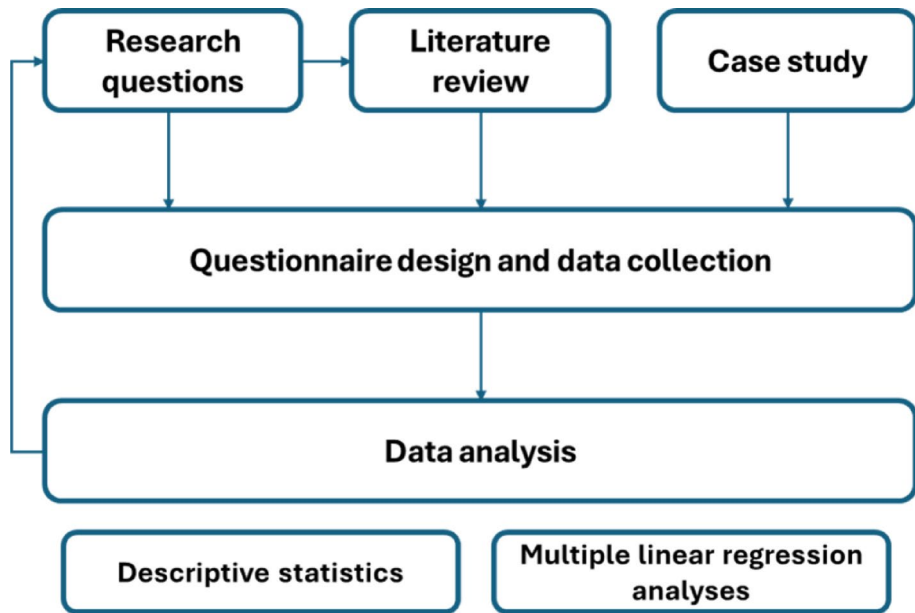 Research
questions
Literature
review
Case study
Questionnaire design and data collection
Data analysis
Descriptive statistics
Multiple linear regression
analyses